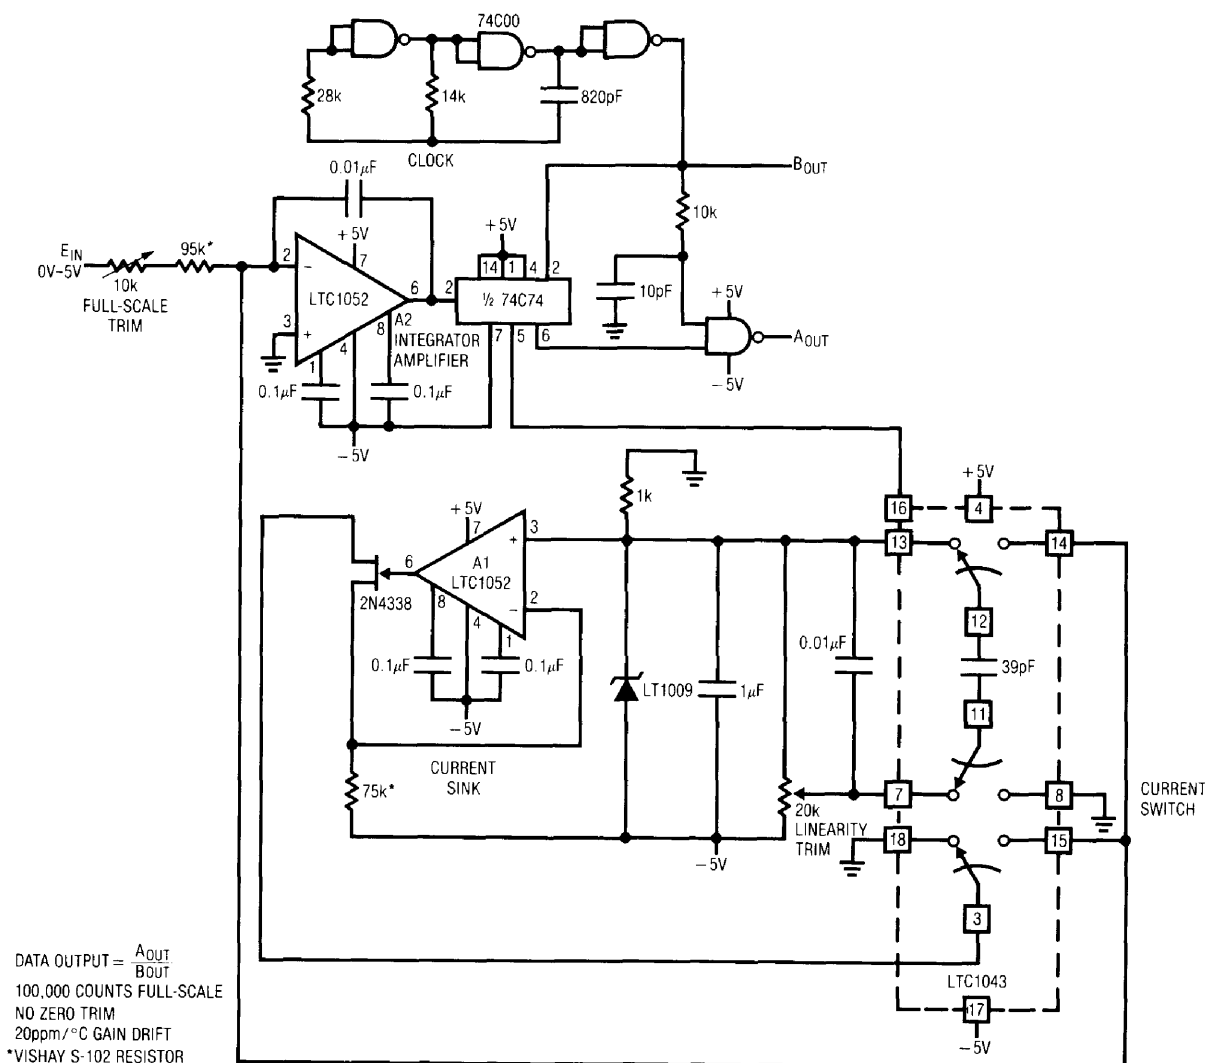 74C00
28k
14k
820pF
CLOCK
0.01µF
BOUT
10k
+5V
+5V
EIN
0V–5V
95k*
10k
FULL-SCALE
TRIM
2
–
7
LTC1052
6
3
+
4
1
8
A2
INTEGRATOR
AMPLIFIER
0.1µF
0.1µF
–5V
14
1
4
2
2
½ 74C74
7
5
6
10pF
+5V
AOUT
–5V
1k
+5V
7
3
+
A1
LTC1052
6
2
–
8
4
1
2N4338
0.1µF
0.1µF
–5V
CURRENT
SINK
75k*
LT1009
1µF
20k
LINEARITY
TRIM
–5V
0.01µF
+5V
16
4
13
14
12
39pF
11
7
8
18
15
3
LTC1043
17
–5V
CURRENT
SWITCH
DATA OUTPUT = AOUT
BOUT
100,000 COUNTS FULL-SCALE
NO ZERO TRIM
20ppm/°C GAIN DRIFT
*VISHAY S-102 RESISTOR